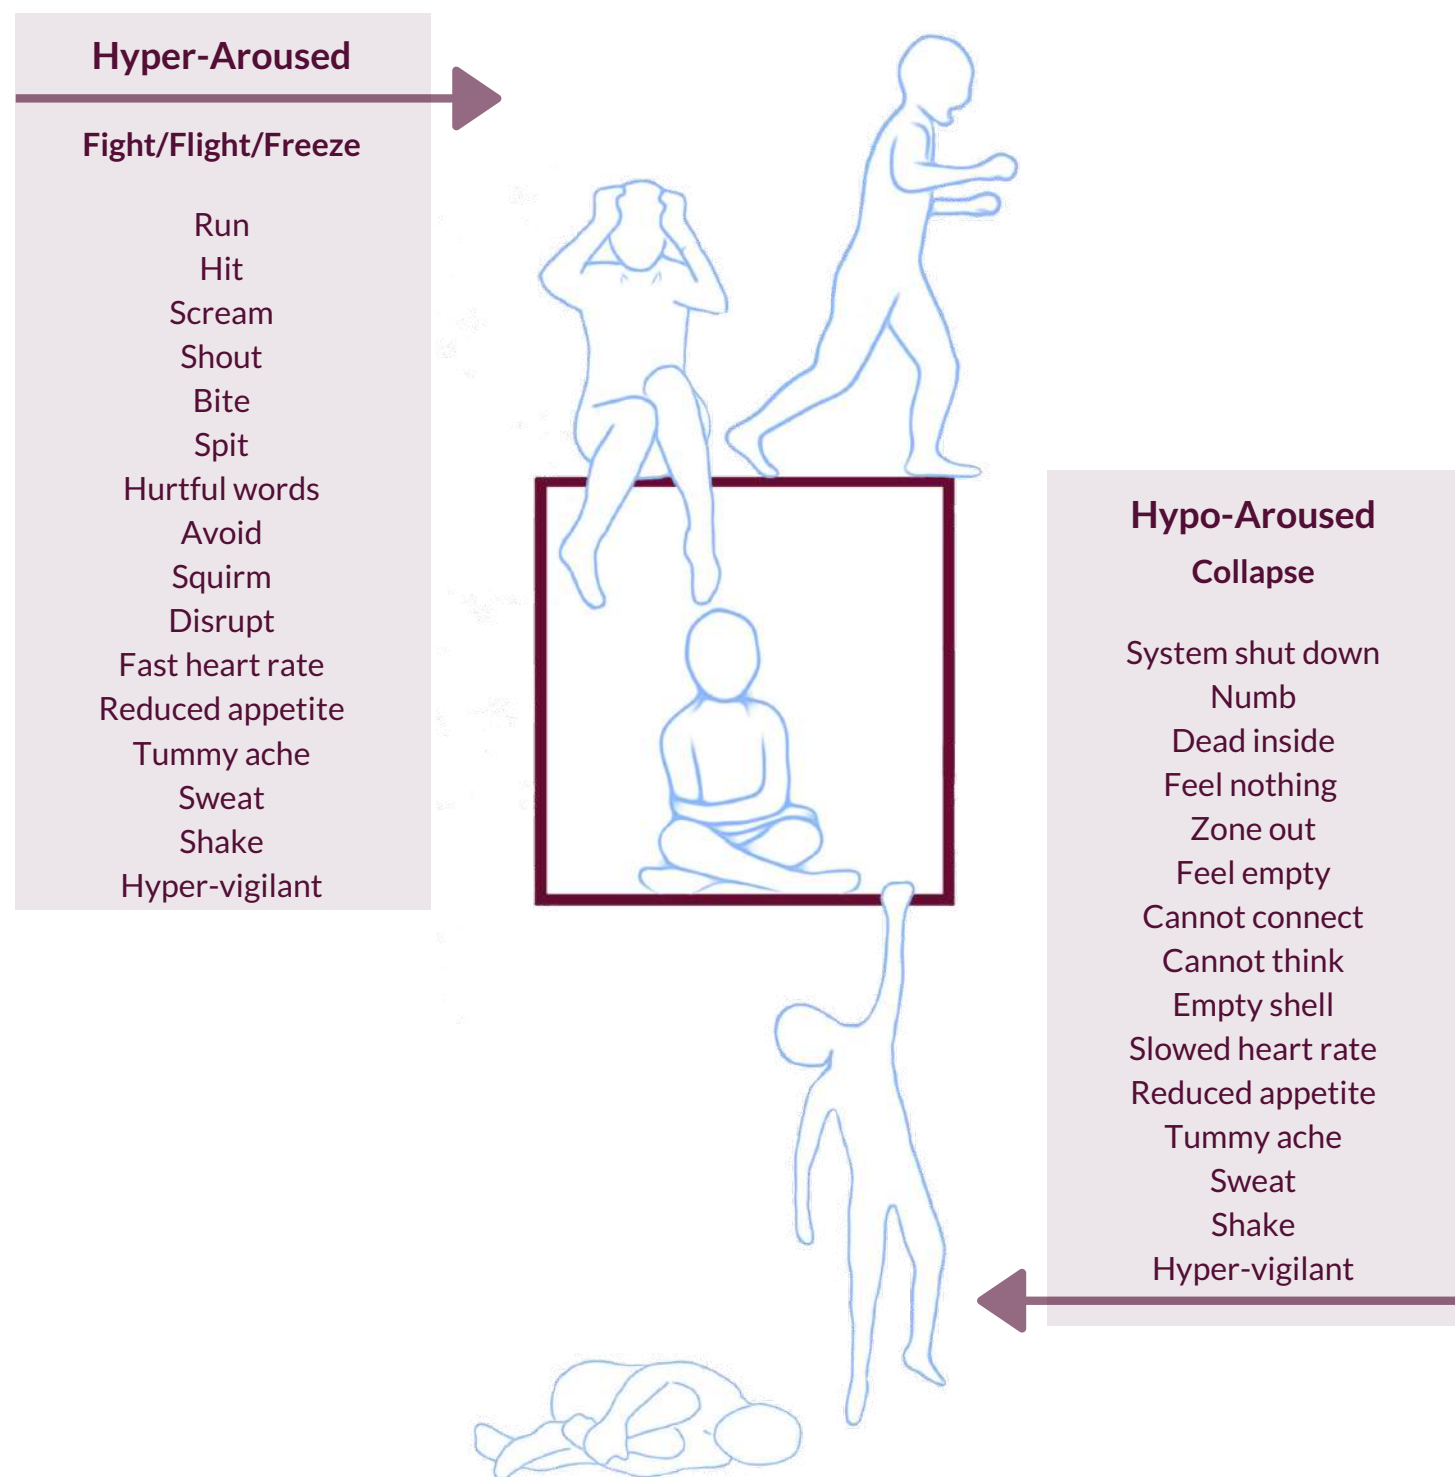 Hyper-Aroused
Fight/Flight/Freeze
Run
Hit
Scream
Shout
Bite
Spit
Hurtful words
Avoid
Squirm
Disrupt
Fast heart rate
Reduced appetite
Tummy ache
Sweat
Shake
Hyper-vigilant
Hypo-Aroused
Collapse
System shut down
Numb
Dead inside
Feel nothing
Zone out
Feel empty
Cannot connect
Cannot think
Empty shell
Slowed heart rate
Reduced appetite
Tummy ache
Sweat
Shake
Hyper-vigilant